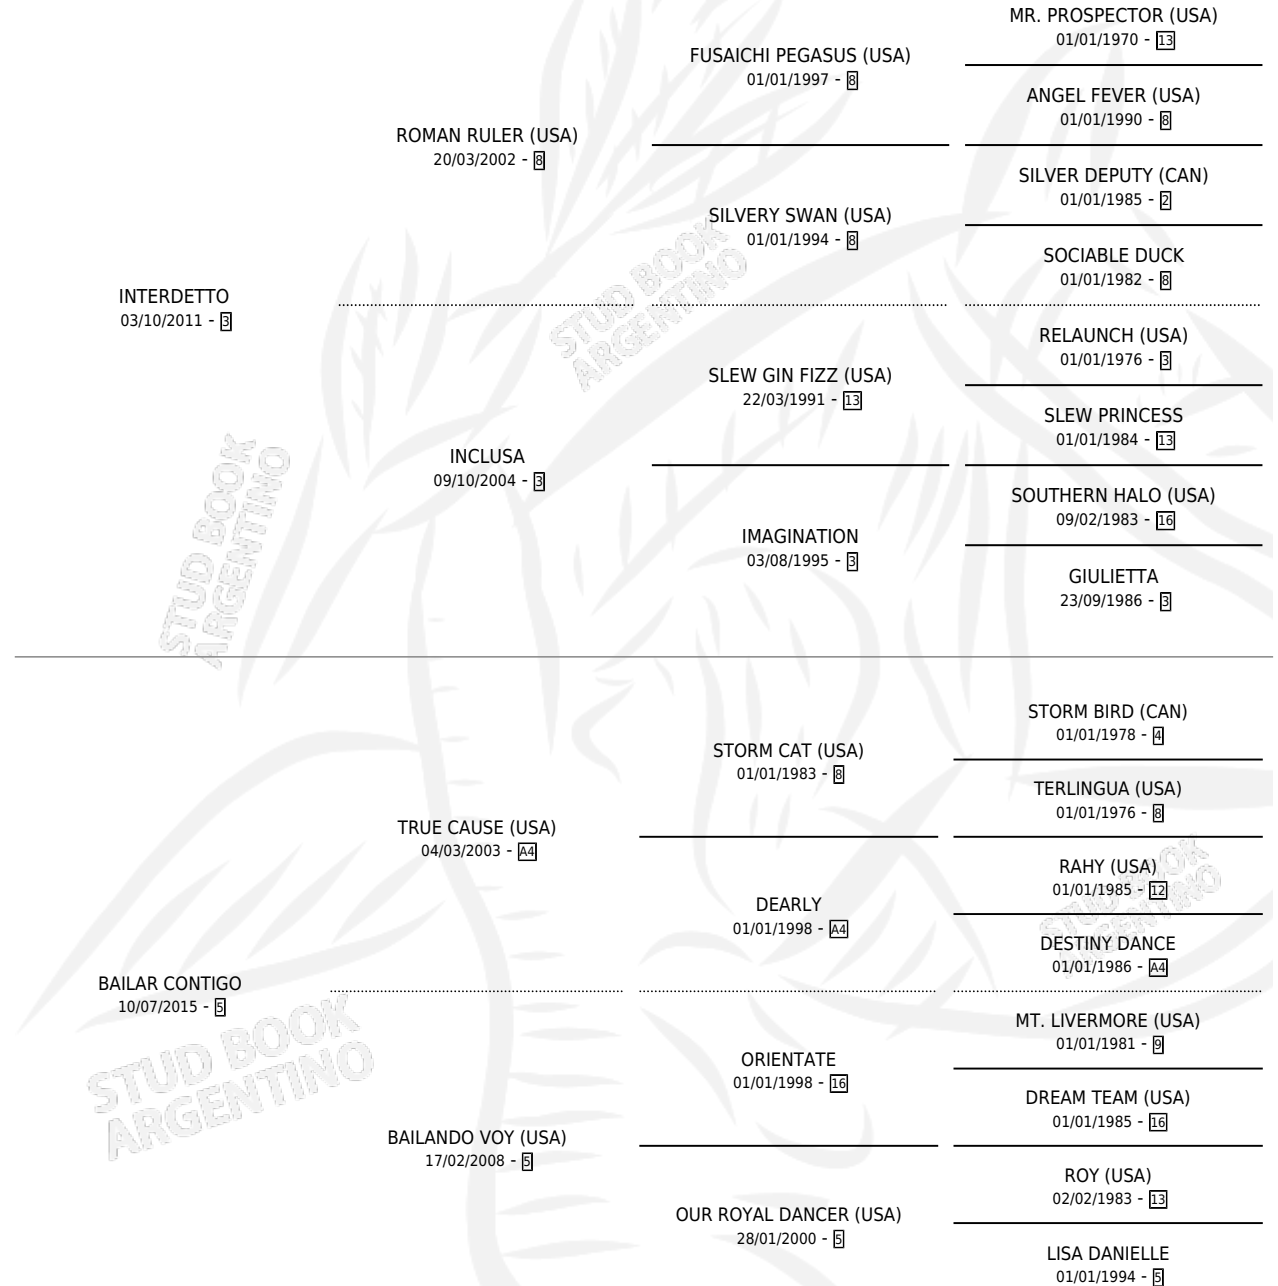 MR. PROSPECTOR (USA)
01/01/1970 - 13
FUSAICHI PEGASUS (USA)
01/01/1997 - 8
ANGEL FEVER (USA)
01/01/1990 - 8
ROMAN RULER (USA)
20/03/2002 - 8
SILVER DEPUTY (CAN)
01/01/1985 - 2
SILVERY SWAN (USA)
01/01/1994 - 8
SOCIABLE DUCK
01/01/1982 - 8
INTERDETTO
03/10/2011 - 3
STUD BOOK
ARGENTINO
RELAUNCH (USA)
01/01/1976 - 3
SLEW GIN FIZZ (USA)
22/03/1991 - 13
SLEW PRINCESS
01/01/1984 - 13
INCLUSA
09/10/2004 - 3
SOUTHERN HALO (USA)
09/02/1983 - 16
IMAGINATION
03/08/1995 - 3
GIULIETTA
23/09/1986 - 3
STUD BOOK
ARGENTINO
STORM BIRD (CAN)
01/01/1978 - 4
STORM CAT (USA)
01/01/1983 - 8
TERLINGUA (USA)
01/01/1976 - 8
TRUE CAUSE (USA)
04/03/2003 - A4
RAHY (USA)
01/01/1985 - 12
DEARLY
01/01/1998 - A4
DESTINY DANCE
01/01/1986 - A4
STUD BOOK
ARGENTINO
BAILAR CONTIGO
10/07/2015 - 5
MT. LIVERMORE (USA)
01/01/1981 - 9
ORIENTATE
01/01/1998 - 16
DREAM TEAM (USA)
01/01/1985 - 16
STUD BOOK
ARGENTINO
BAILANDO VOY (USA)
17/02/2008 - 5
ROY (USA)
02/02/1983 - 13
OUR ROYAL DANCER (USA)
28/01/2000 - 5
LISA DANIELLE
01/01/1994 - 5